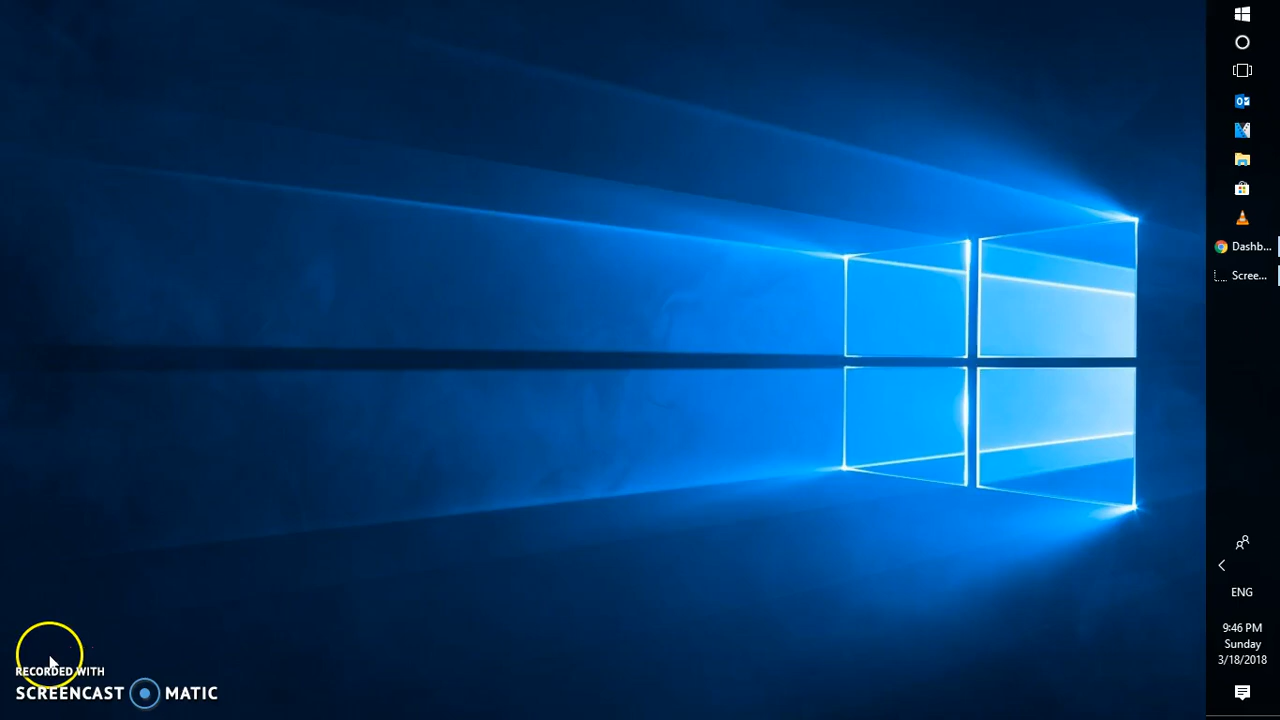 Dashb...
Scree...
ENG
9:46 PM
Sunday
3/18/2018
RECORDED WITH
SCREENCAST MATIC